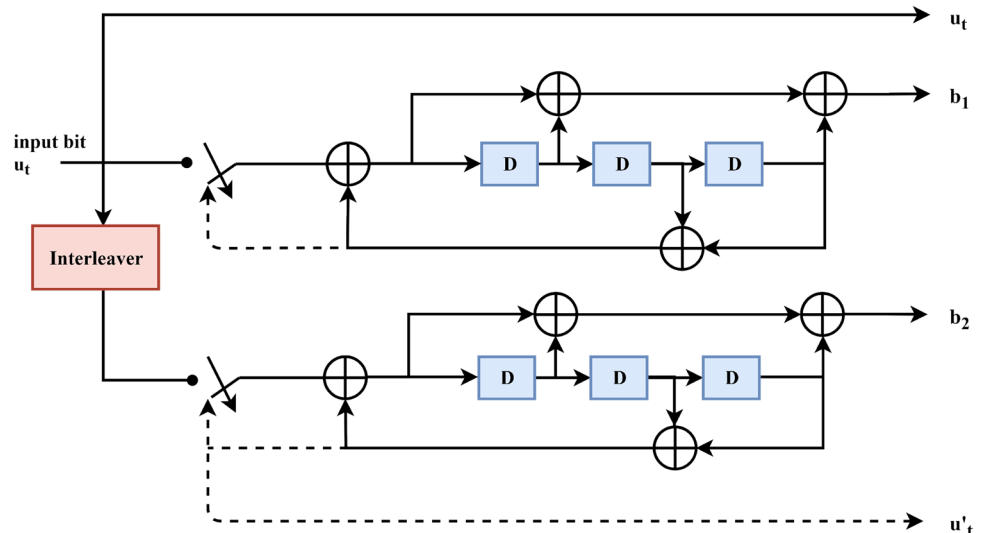 u_t
b_1
input bit
u_t
D
D
D
Interleaver
b_2
D
D
D
u'_t